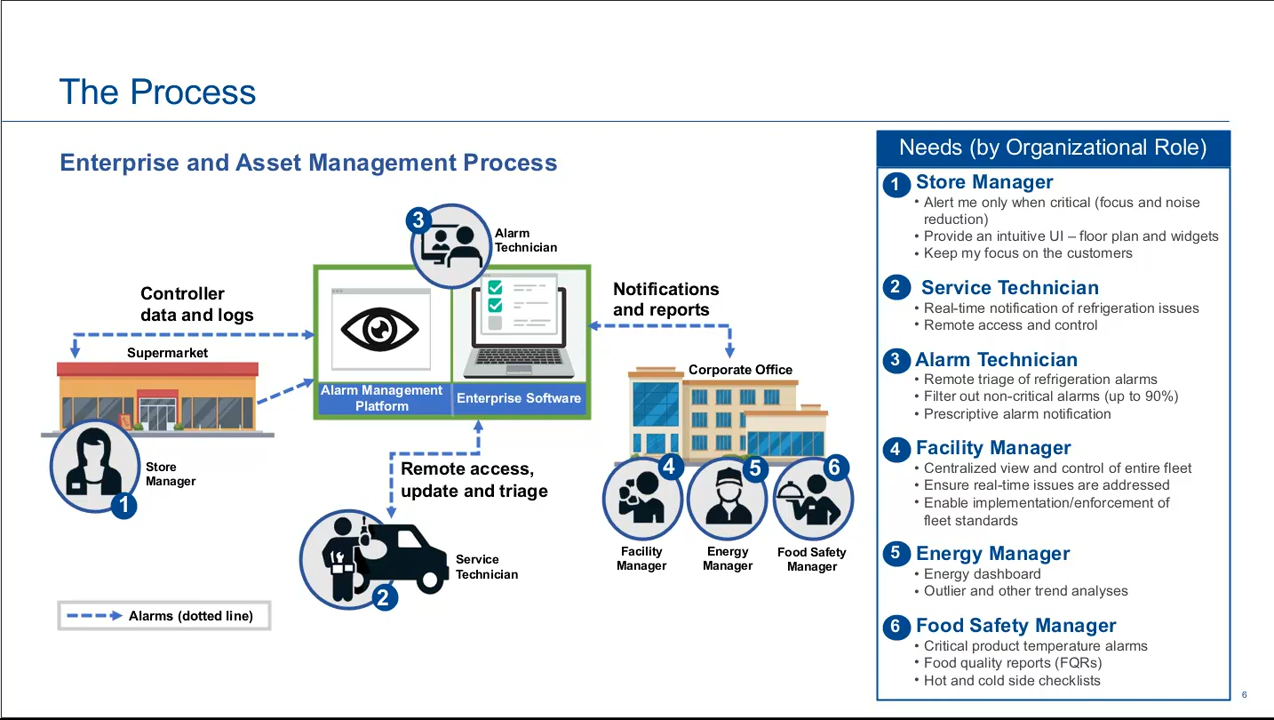 The Process
Enterprise and Asset Management Process
3
Alarm
Technician
Controller
data and logs
Supermarket
Alarm Management
Platform
Enterprise Software
Notifications
and reports
Corporate Office
Store
Manager
1
Remote access,
update and triage
Service
Technician
2
4
5
6
Facility
Manager
Energy
Manager
Food Safety
Manager
Alarms (dotted line)
Needs (by Organizational Role)
1 Store Manager
• Alert me only when critical (focus and noise
reduction)
• Provide an intuitive UI – floor plan and widgets
• Keep my focus on the customers
2 Service Technician
• Real-time notification of refrigeration issues
• Remote access and control
3 Alarm Technician
• Remote triage of refrigeration alarms
• Filter out non-critical alarms (up to 90%)
• Prescriptive alarm notification
4 Facility Manager
• Centralized view and control of entire fleet
• Ensure real-time issues are addressed
• Enable implementation/enforcement of
fleet standards
5 Energy Manager
• Energy dashboard
• Outlier and other trend analyses
6 Food Safety Manager
• Critical product temperature alarms
• Food quality reports (FQRs)
• Hot and cold side checklists
6